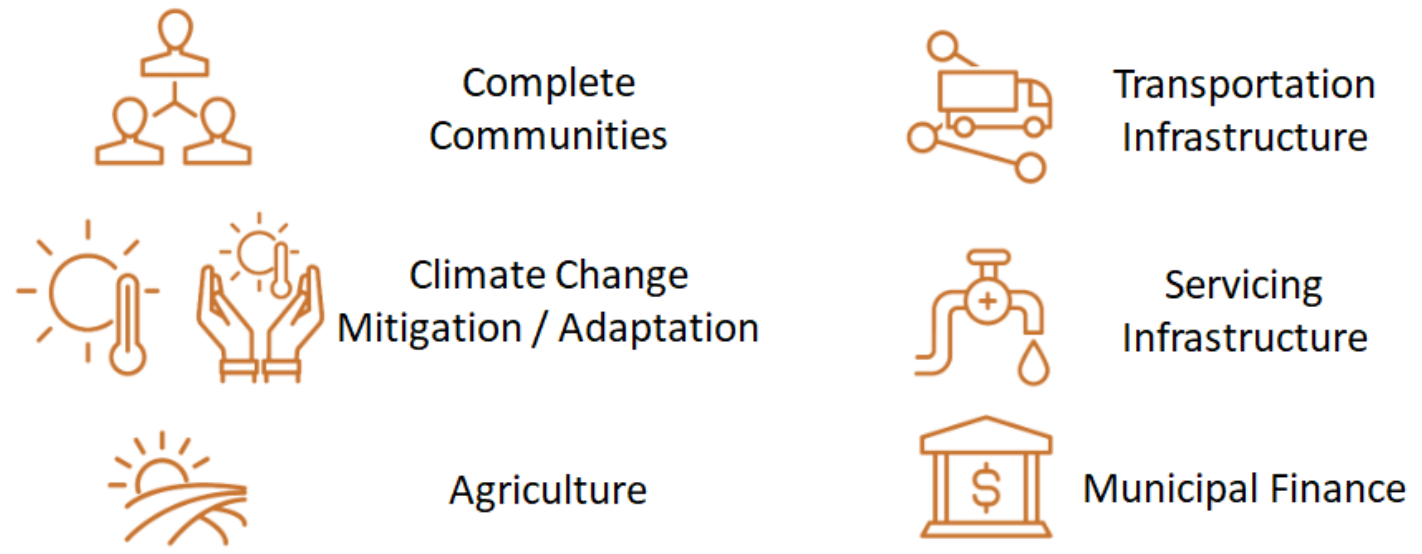 Complete
Communities
Transportation
Infrastructure
Climate Change
Mitigation / Adaptation
Servicing
Infrastructure
Agriculture
$
Municipal Finance